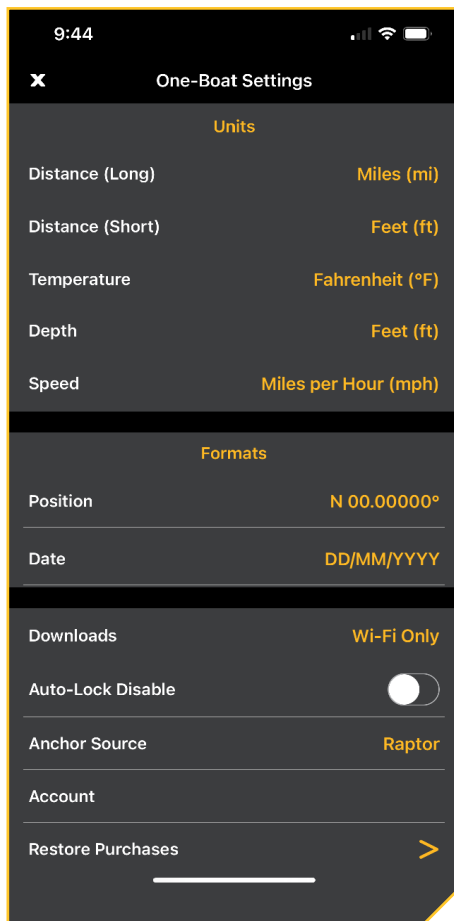 9:44
X One-Boat Settings
Units
Distance (Long) Miles (mi)
Distance (Short) Feet (ft)
Temperature Fahrenheit (°F)
Depth Feet (ft)
Speed Miles per Hour (mph)
Formats
Position N 00.00000°
Date DD/MM/YYYY
Downloads Wi-Fi Only
Auto-Lock Disable
Anchor Source Raptor
Account
Restore Purchases >